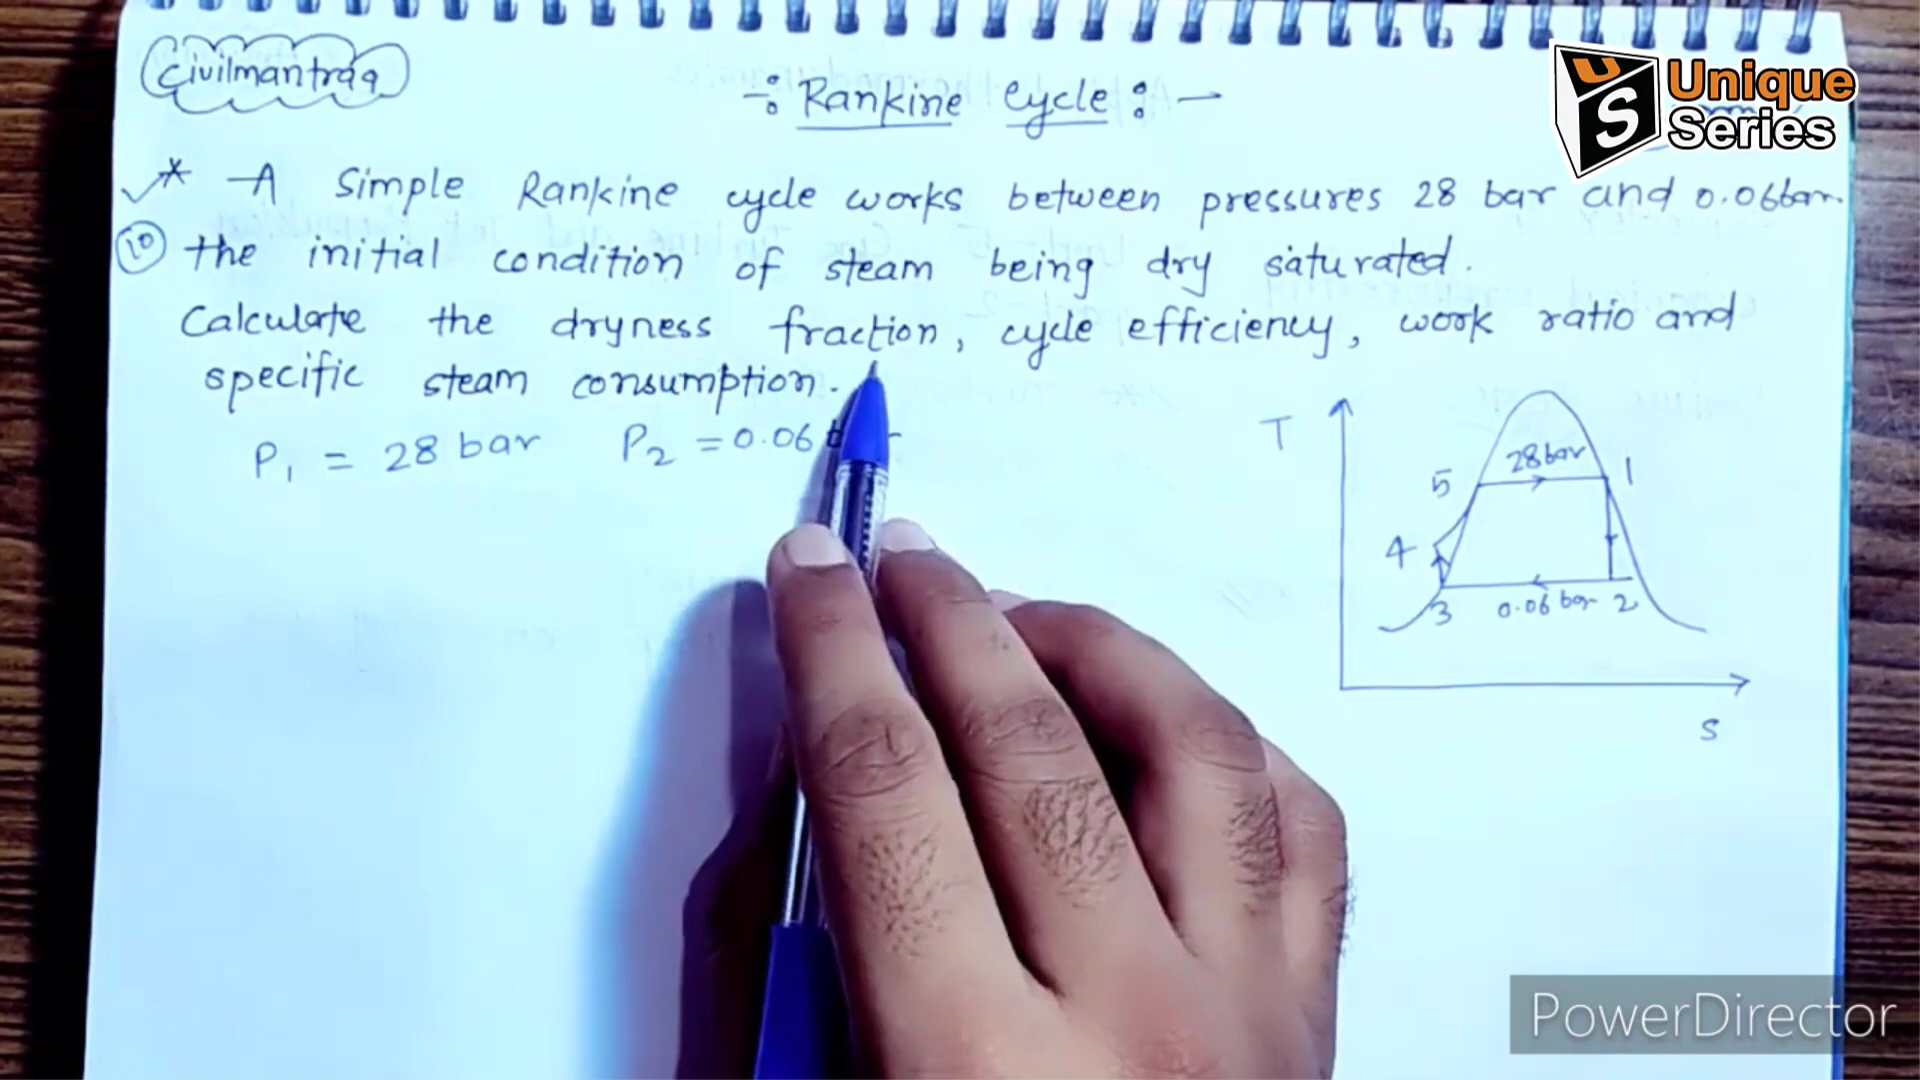 Civilmantraa
÷ Rankine Cycle :-
US Unique Series
* A Simple Rankine cycle works between pressures 28 bar and 0.06bar
10 the initial condition of steam being dry saturated.
Calculate the dryness fraction, cycle efficiency, work ratio and
specific steam consumption.
P1 = 28 bar P2 = 0.06
T
28 bar
5
1
4
3
0.06 bar
2
S
PowerDirector